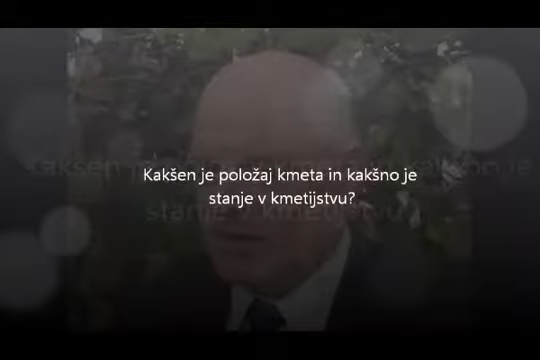 Kakšen je položaj kmeta in kakšno je
stanje v kmetijstvu?